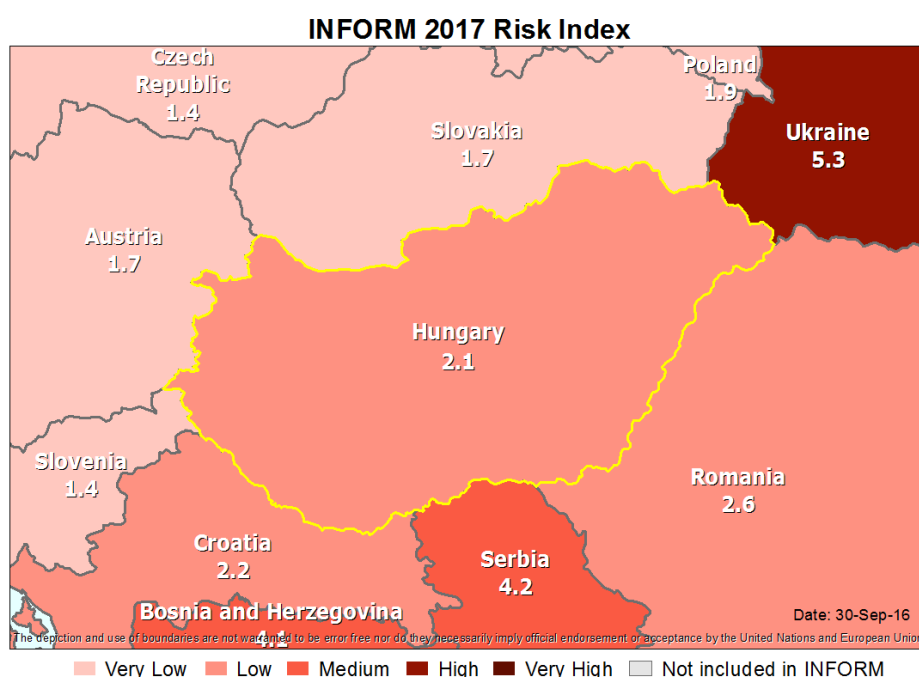 INFORM 2017 Risk Index
Czech
Republic
1.4
Poland
1.9
Slovakia
1.7
Ukraine
5.3
Austria
1.7
Hungary
2.1
Slovenia
1.4
Romania
2.6
Croatia
2.2
Serbia
4.2
Bosnia and Herzegovina
4.1
Date: 30-Sep-16
The depiction and use of boundaries are not warranted to be error free nor do they necessarily imply official endorsement or acceptance by the United Nations and European Union
Very Low Low Medium High Very High Not included in INFORM